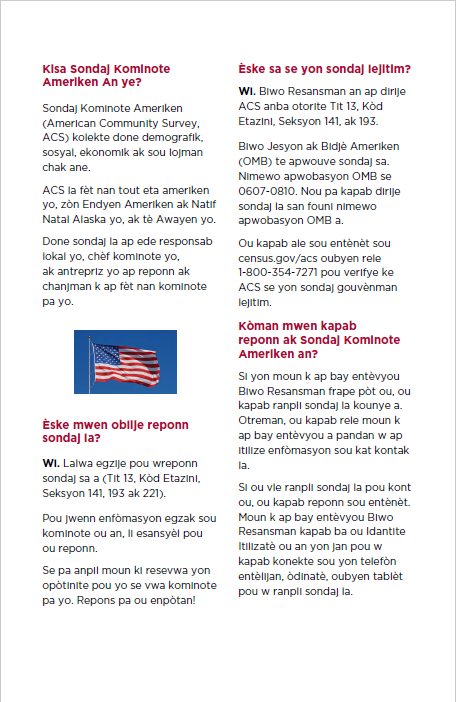 Kisa Sondaj Kominote
Ameriken An ye?
Sondaj Kominote Ameriken
(American Community Survey,
ACS) kolekte done demografik,
sosyal, ekonomik ak sou lojman
chak ane.
ACS la fèt nan tout eta ameriken
yo, zòn Endyen Ameriken ak Natif
Natal Alaska yo, ak tè Awayen yo.
Done sondaj la ap ede responsab
lokal yo, chèf kominote yo,
ak antrepriz yo ap reponn ak
chanjman k ap fèt nan kominote
pa yo.
Èske mwen oblije reponn
sondaj la?
Wi. Lalwa egzije pou wreponn
sondaj sa a (Tit 13, Kòd Etazini,
Seksyon 141, 193 ak 221).
Pou jwenn enfòmasyon egzak sou
kominote ou an, li esansyèl pou
ou reponn.
Se pa anpil moun ki resevwa yon
opòtinite pou yo se vwa kominote
pa yo. Repons pa ou enpòtan!
Èske sa se yon sondaj lejitim?
Wi. Biwo Resansman an ap dirije
ACS anba otorite Tit 13, Kòd
Etazini, Seksyon 141, ak 193.
Biwo Jesyon ak Bidjè Ameriken
(OMB) te apwouve sondaj sa.
Nimewo apwobasyon OMB se
0607-0810. Nou pa kapab dirije
sondaj la san founi nimewo
apwobasyon OMB a.
Ou kapab ale sou entènèt sou
census.gov/acs oubyen rele
1-800-354-7271 pou verifye ke
ACS se yon sondaj gouvènman
lejitim.
Kòman mwen kapab
reponn ak Sondaj Kominote
Ameriken an?
Si yon moun k ap bay entèvyou
Biwo Resansman frape pòt ou, ou
kapab ranpli sondaj la kounye a.
Otreman, ou kapab rele moun k
ap bay entèvyou a pandan w ap
itilize enfòmasyon sou kat kontak
la.
Si ou vle ranpli sondaj la pou kont
ou, ou kapab reponn sou entènèt.
Moun k ap bay entèvyou Biwo
Resansman kapab ba ou Idantite
Itilizatè ou an yon jan pou w
kapab konekte sou yon telefòn
entèlijan, òdinatè, oubyen tablèt
pou w ranpli sondaj la.